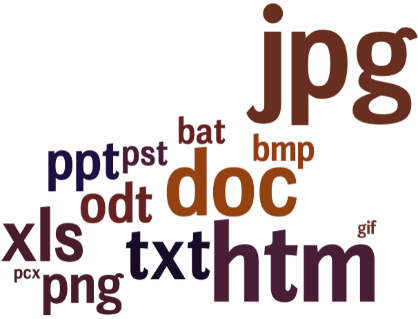 jpg
bat
ppt pst bmp
odt doc
xls txt htm gif
pcx png